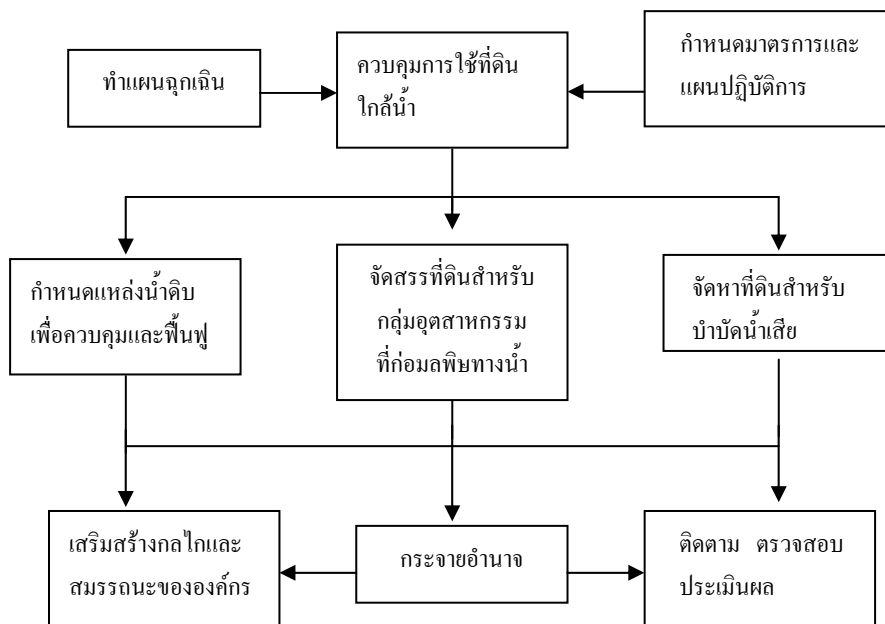 ทำแผนฉุกเฉิน
ควบคุมการใช้ที่ดิน
ใกล้น้ำ
กำหนดมาตรการและ
แผนปฏิบัติการ
กำหนดแหล่งน้ำดิบ
เพื่อควบคุมและฟื้นฟู
จัดสรรที่ดินสำหรับ
กลุ่มอุตสาหกรรม
ที่ก่อมลพิษทางน้ำ
จัดหาที่ดินสำหรับ
บำบัดน้ำเสีย
เสริมสร้างกลไกและ
สมรรถนะขององค์กร
กระจายอำนาจ
ติดตาม ตรวจสอบ
ประเมินผล